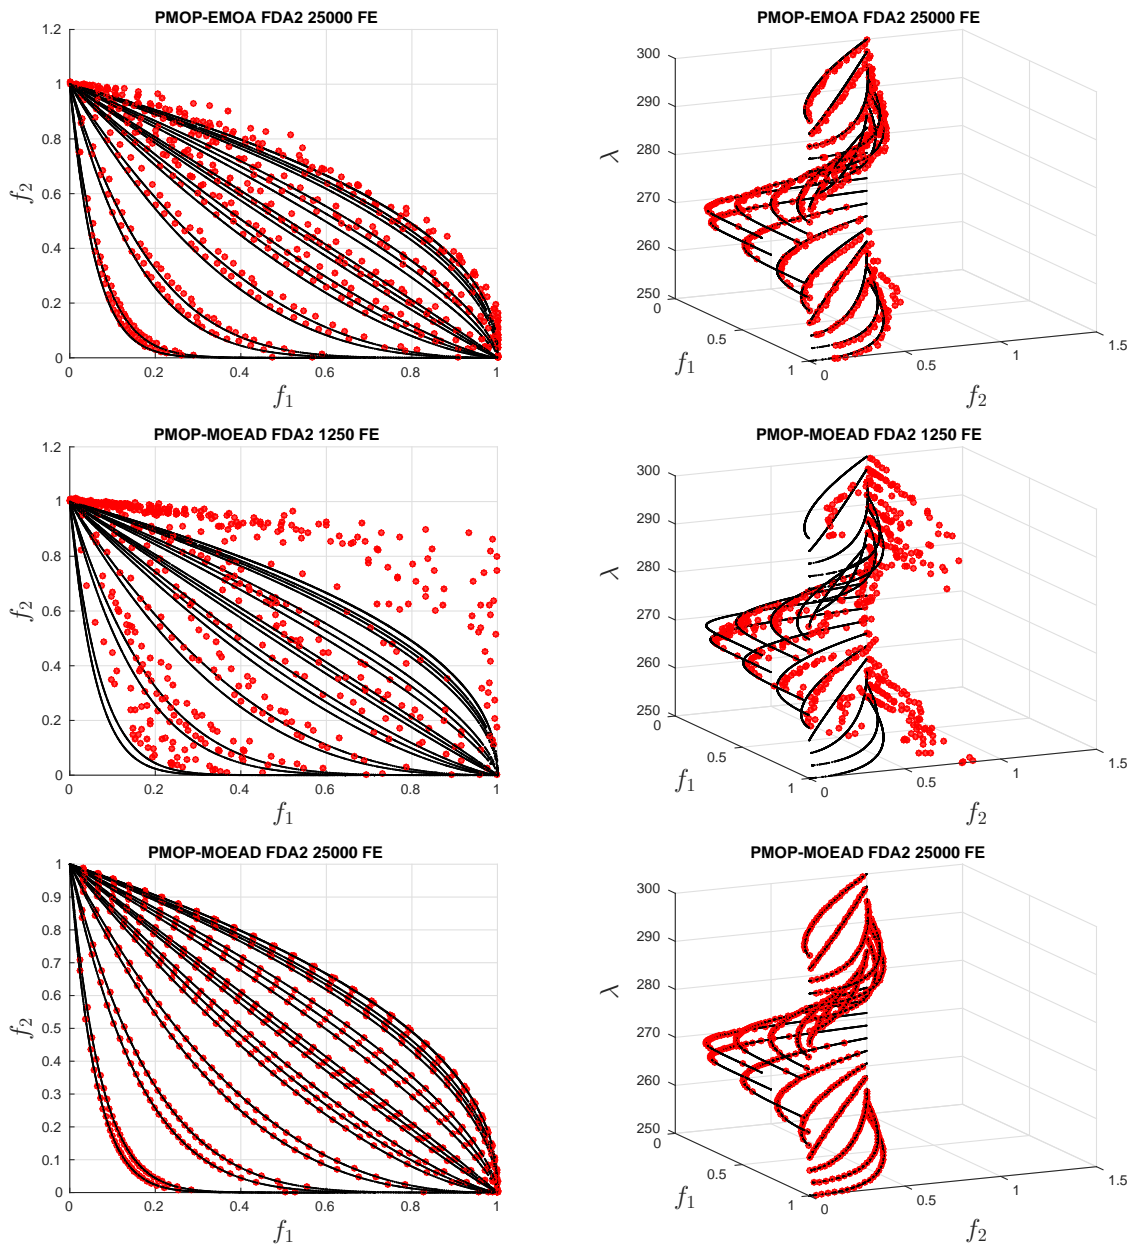 PMOP-EMOA FDA2 25000 FE
1.2
1
0.8
0.6
0.4
0.2
0
f2
0 0.2 0.4 0.6 0.8 1
f1
PMOP-EMOA FDA2 25000 FE
300
290
280
270
260
250
λ
0 0.5 1
f1
0 0.5 1 1.5
f2
PMOP-MOEAD FDA2 1250 FE
1.2
1
0.8
0.6
0.4
0.2
0
f2
0 0.2 0.4 0.6 0.8 1
f1
PMOP-MOEAD FDA2 1250 FE
300
290
280
270
260
250
λ
0 0.5 1
f1
0 0.5 1 1.5
f2
PMOP-MOEAD FDA2 25000 FE
1
0.9
0.8
0.7
0.6
0.5
0.4
0.3
0.2
0.1
0
f2
0 0.2 0.4 0.6 0.8 1
f1
PMOP-MOEAD FDA2 25000 FE
300
290
280
270
260
250
λ
0 0.5 1
f1
0 0.5 1 1.5
f2